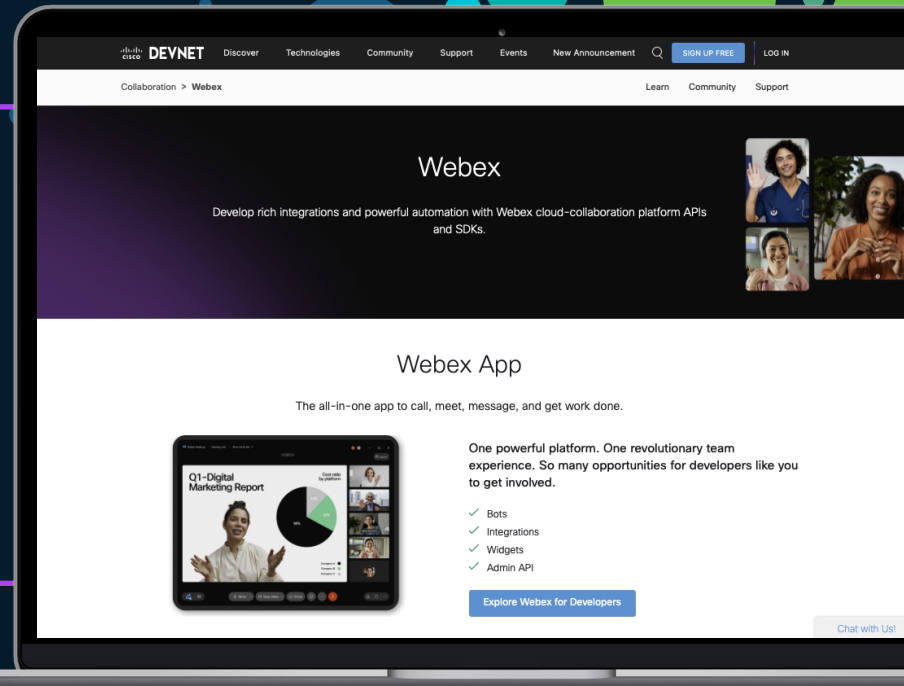 CISCO DEVNET Discover Technologies Community Support Events New Announcement SIGN UP FREE LOG IN
Collaboration > Webex Learn Community Support
Webex
Develop rich integrations and powerful automation with Webex cloud-collaboration platform APIs
and SDKs.
Webex App
The all-in-one app to call, meet, message, and get work done.
Q1-Digital
Marketing Report
Cost ratio
by platform
One powerful platform. One revolutionary team
experience. So many opportunities for developers like you
to get involved.
Bots
Integrations
Widgets
Admin API
Explore Webex for Developers
Chat with Us!